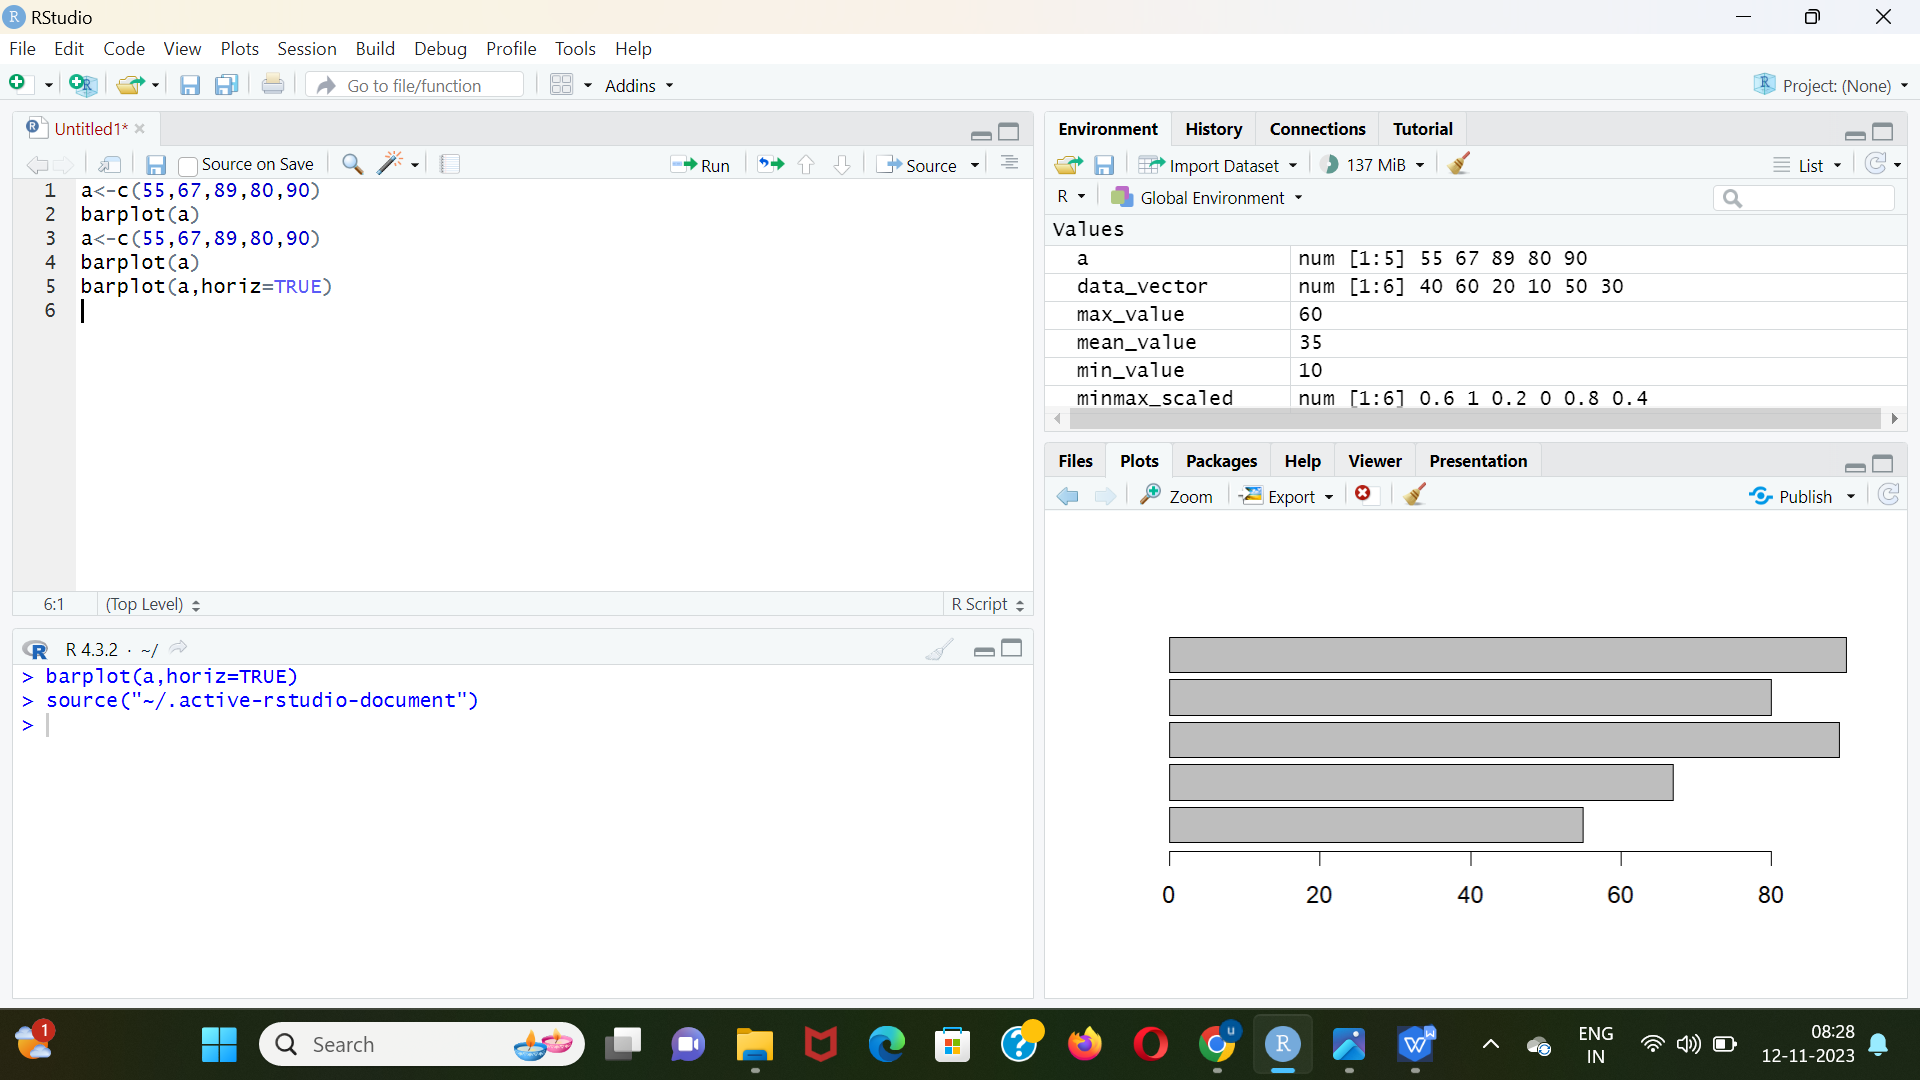 RStudio
File Edit Code View Plots Session Build Debug Profile Tools Help
Go to file/function
Addins
Project: (None)
Untitled1*
Source on Save
Run
Source
1 a<-c(55,67,89,80,90)
2 barplot(a)
3 a<-c(55,67,89,80,90)
4 barplot(a)
5 barplot(a,horiz=TRUE)
6
6:1 (Top Level) R Script
R 4.3.2 · ~/
> barplot(a,horiz=TRUE)
> source("~/.active-rstudio-document")
>
Environment History Connections Tutorial
Import Dataset 137 MiB List
R Global Environment
Values
a num [1:5] 55 67 89 80 90
data_vector num [1:6] 40 60 20 10 50 30
max_value 60
mean_value 35
min_value 10
minmax_scaled num [1:6] 0.6 1 0.2 0 0.8 0.4
Files Plots Packages Help Viewer Presentation
Zoom Export Publish
0 20 40 60 80
1
Search
u
R
W
ENG
IN
08:28
12-11-2023